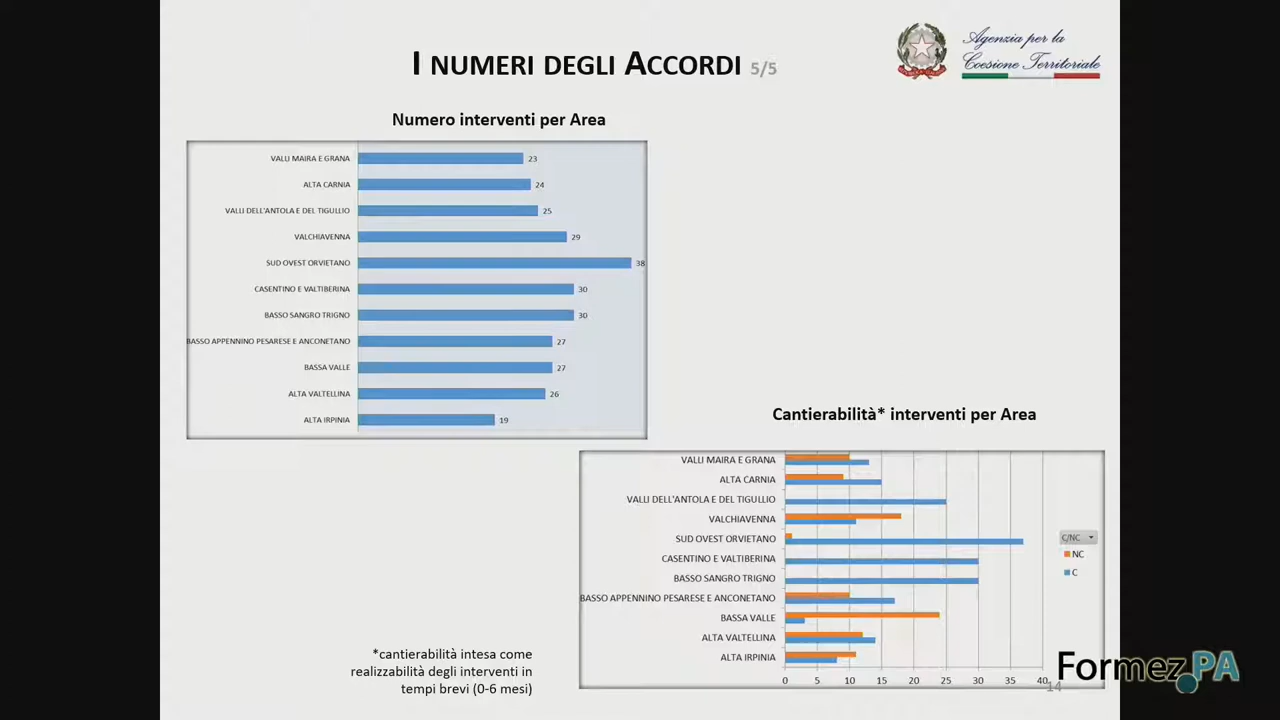 I NUMERI DEGLI ACCORDI 5/5
Agenzia per la
Coesione Territoriale
Numero interventi per Area
VALLI MAIRA E GRANA 23
ALTA CARNIA 24
VALLI DELL'ANTOLA E DEL TIGULLIO 25
VALCHIAVENNA 29
SUD OVEST ORVIETANO 38
CASENTINO E VALTIBERINA 30
BASSO SANGRO TRIGNO 30
BASSO APPENNINO PESARESE E ANCONETANO 27
BASSA VALLE 27
ALTA VALTELLINA 26
ALTA IRPINIA 19
Cantierabilità* interventi per Area
VALLI MAIRA E GRANA
ALTA CARNIA
VALLI DELL'ANTOLA E DEL TIGULLIO
VALCHIAVENNA
SUD OVEST ORVIETANO
CASENTINO E VALTIBERINA
BASSO SANGRO TRIGNO
BASSO APPENNINO PESARESE E ANCONETANO
BASSA VALLE
ALTA VALTELLINA
ALTA IRPINIA
0 5 10 15 20 25 30 35 40
C/NC
NC
C
*cantierabilità intesa come
realizzabilità degli interventi in
tempi brevi (0-6 mesi)
14
Formez.PA